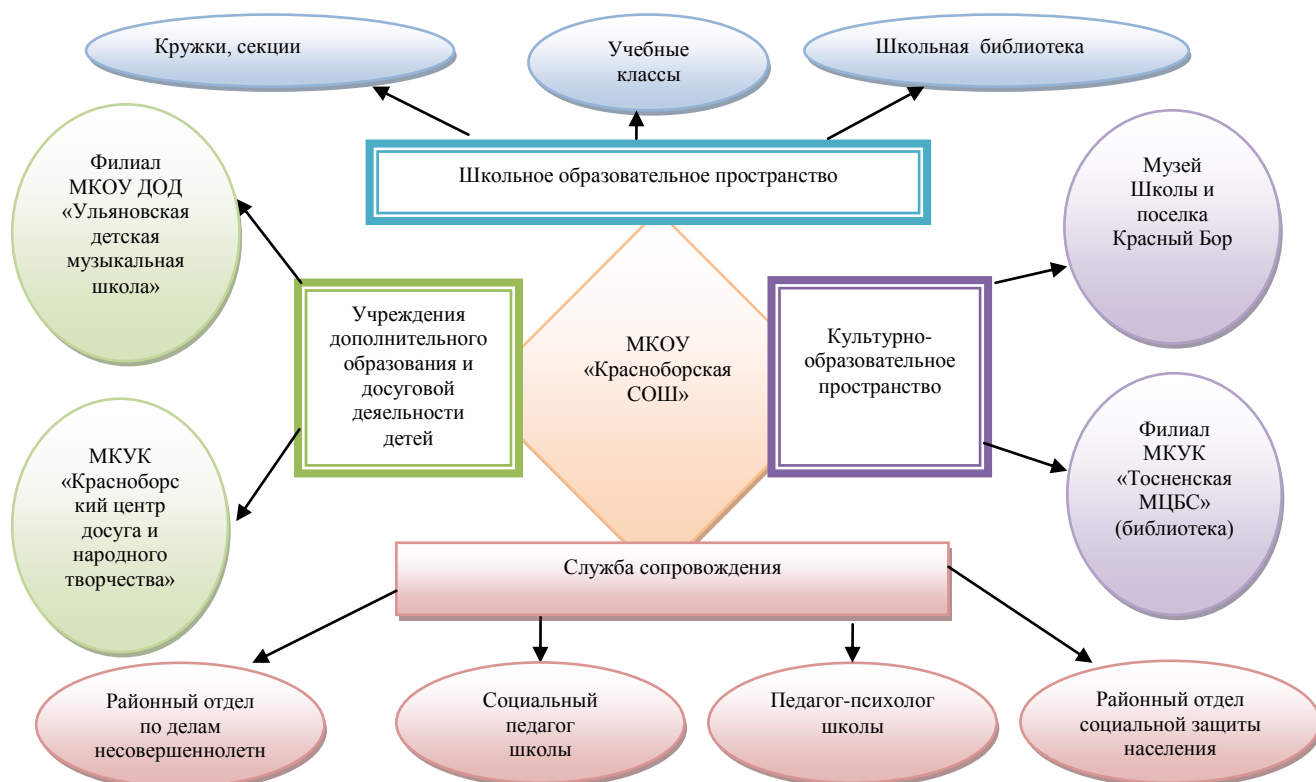 Кружки, секции
Учебные
классы
Школьная библиотека
Школьное образовательное пространство
Филиал
МКОУ ДОД
«Ульяновская
детская
музыкальная
школа»
Музей
Школы и
поселка
Красный Бор
Учреждения
дополнительного
образования и
досуговой
деяельности
детей
МКОУ
«Красноборская
СОШ»
Культурно-
образовательное
пространство
МКУК
«Красноборс
кий центр
досуга и
народного
творчества»
Филиал
МКУК
«Тосненская
МЦБС»
(библиотека)
Служба сопровождения
Районный отдел
по делам
несовершеннолетн
Социальный
педагог
школы
Педагог-психолог
школы
Районный отдел
социальной защиты
населения